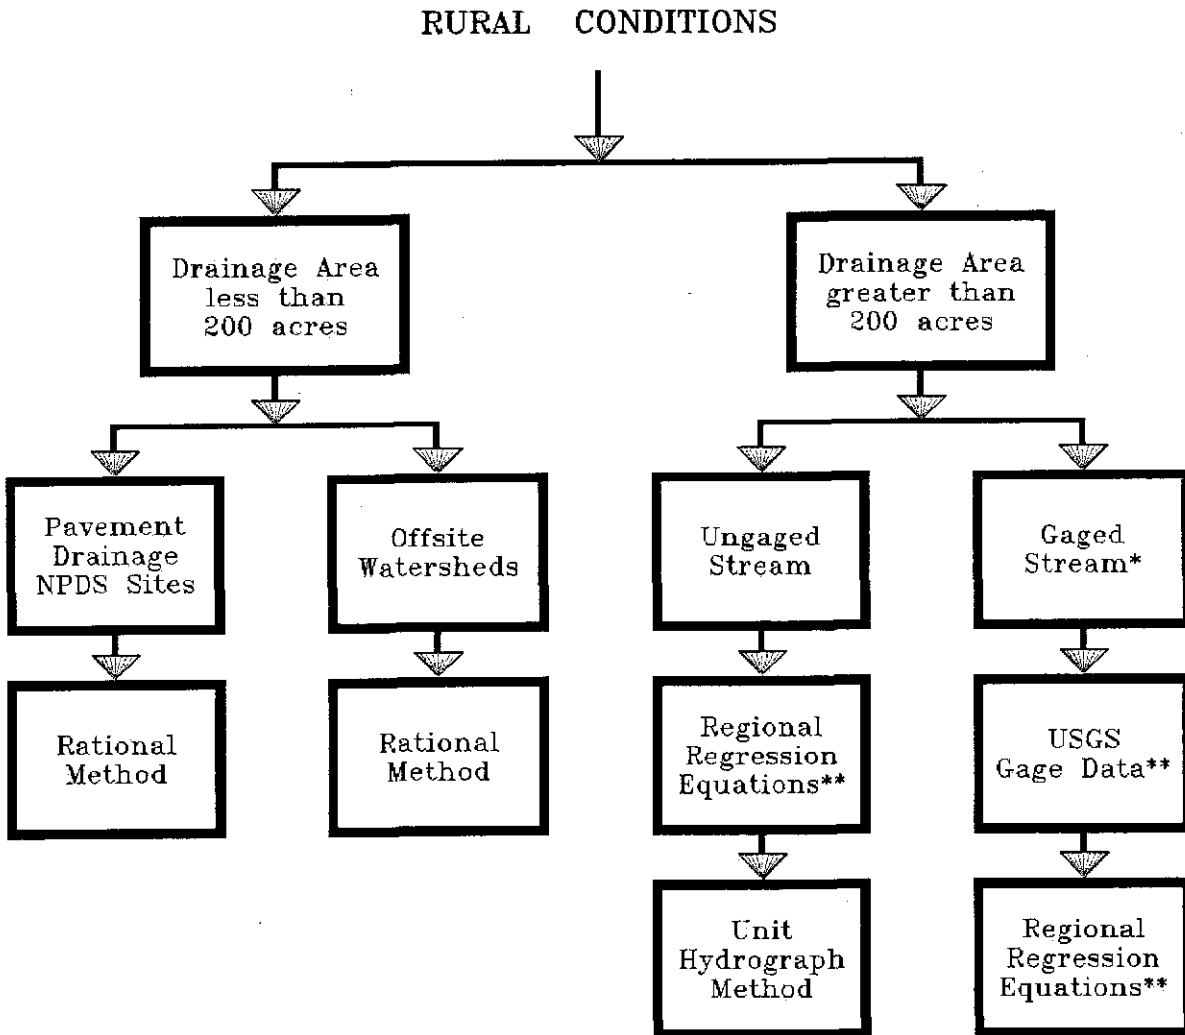 RURAL CONDITIONS
Drainage Area
less than
200 acres
Drainage Area
greater than
200 acres
Pavement
Drainage
NPDS Sites
Offsite
Watersheds
Ungaged
Stream
Gaged
Stream*
Rational
Method
Rational
Method
Regional
Regression
Equations**
USGS
Gage Data**
Unit
Hydrograph
Method
Regional
Regression
Equations**